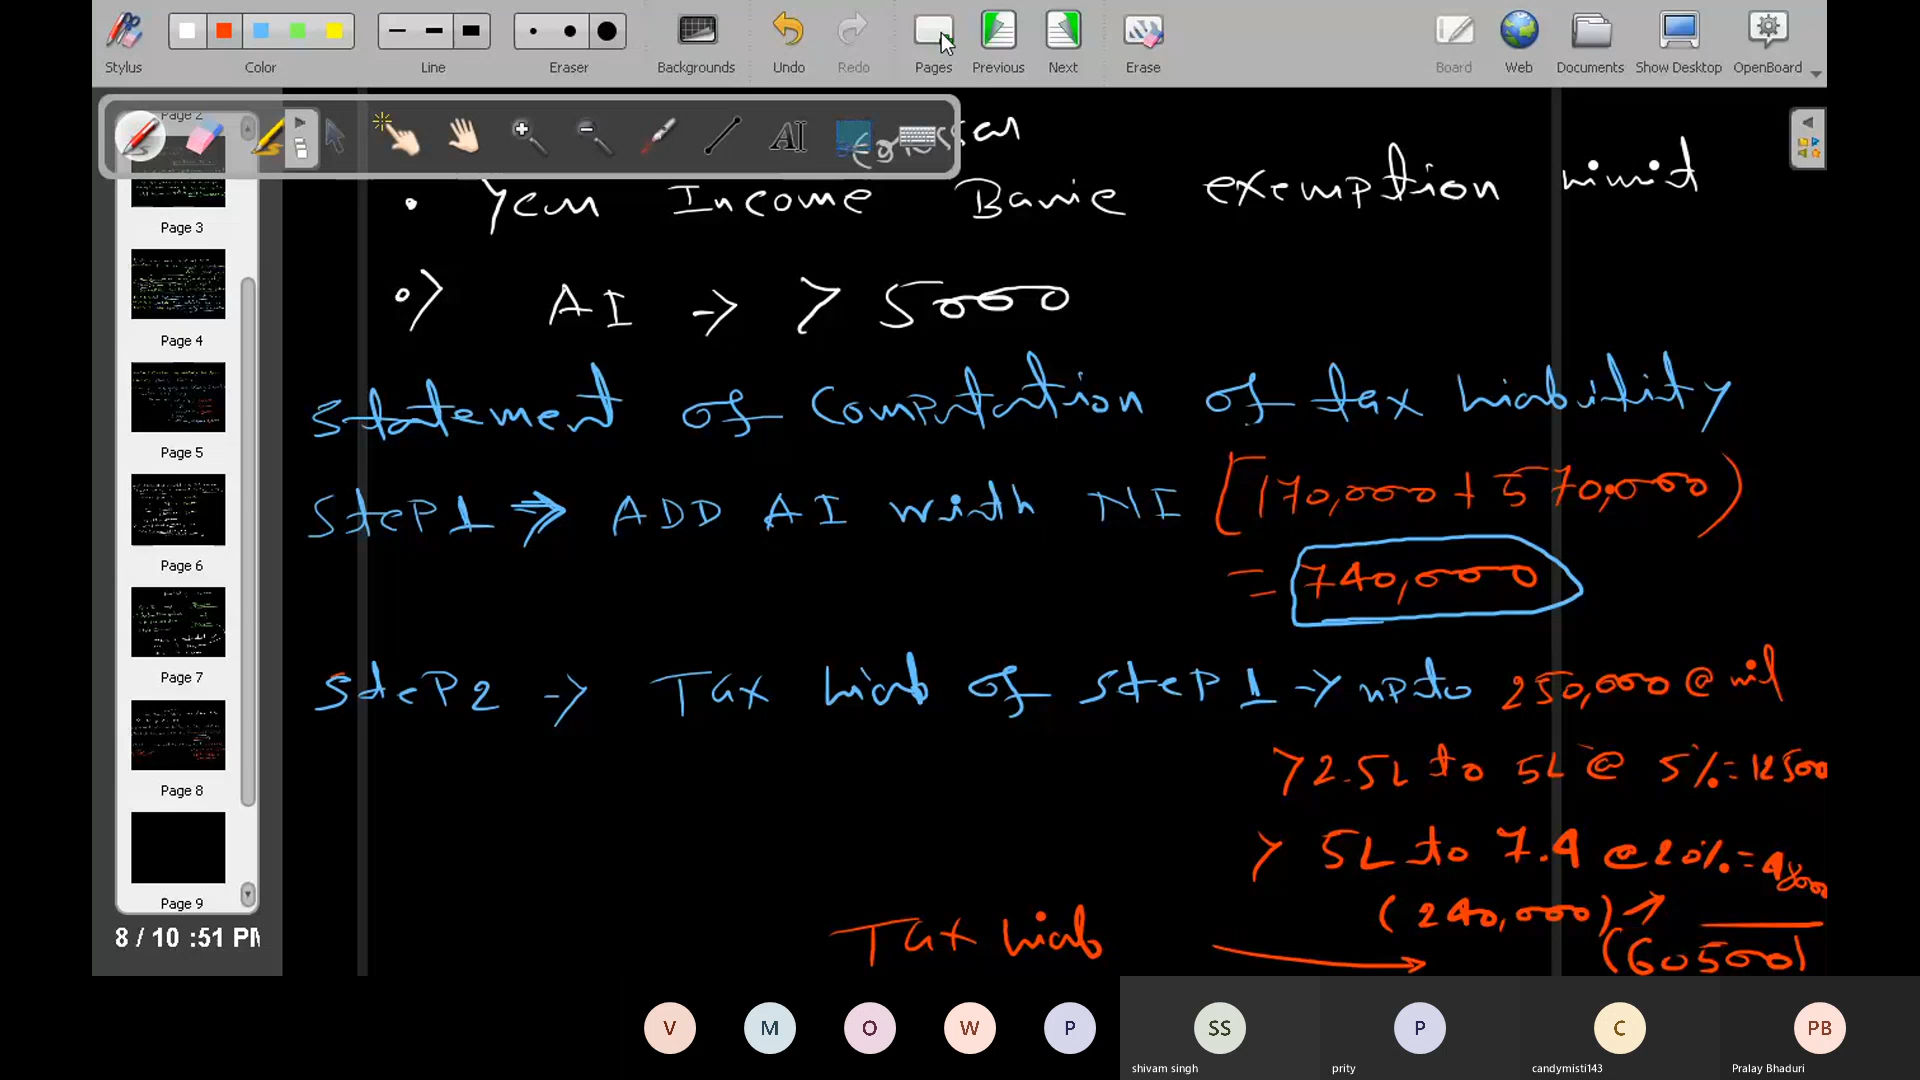 Stylus
Color
Line
Eraser
Backgrounds
Undo
Redo
Pages
Previous
Next
Erase
Board
Web
Documents
Show Desktop
OpenBoard
Page 2
Page 3
Page 4
Page 5
Page 6
Page 7
Page 8
Page 9
8 / 10 :51 PM
• Year Income Basic exemption limit
•> AI -> > 5000
Statement of Computation of tax liability
Step 1 => ADD AI with NI [170,000 + 570,000)
= 740,000
Step 2 -> Tax liab of step 1 -> upto 250,000 @ nil
>2.5L to 5L @ 5% = 12500
> 5L to 7.4 @ 20% = 48000
(240,000)
Tax liab (60500)
V
M
O
W
P
SS
P
C
PB
shivam singh
prity
candymisti143
Pralay Bhaduri